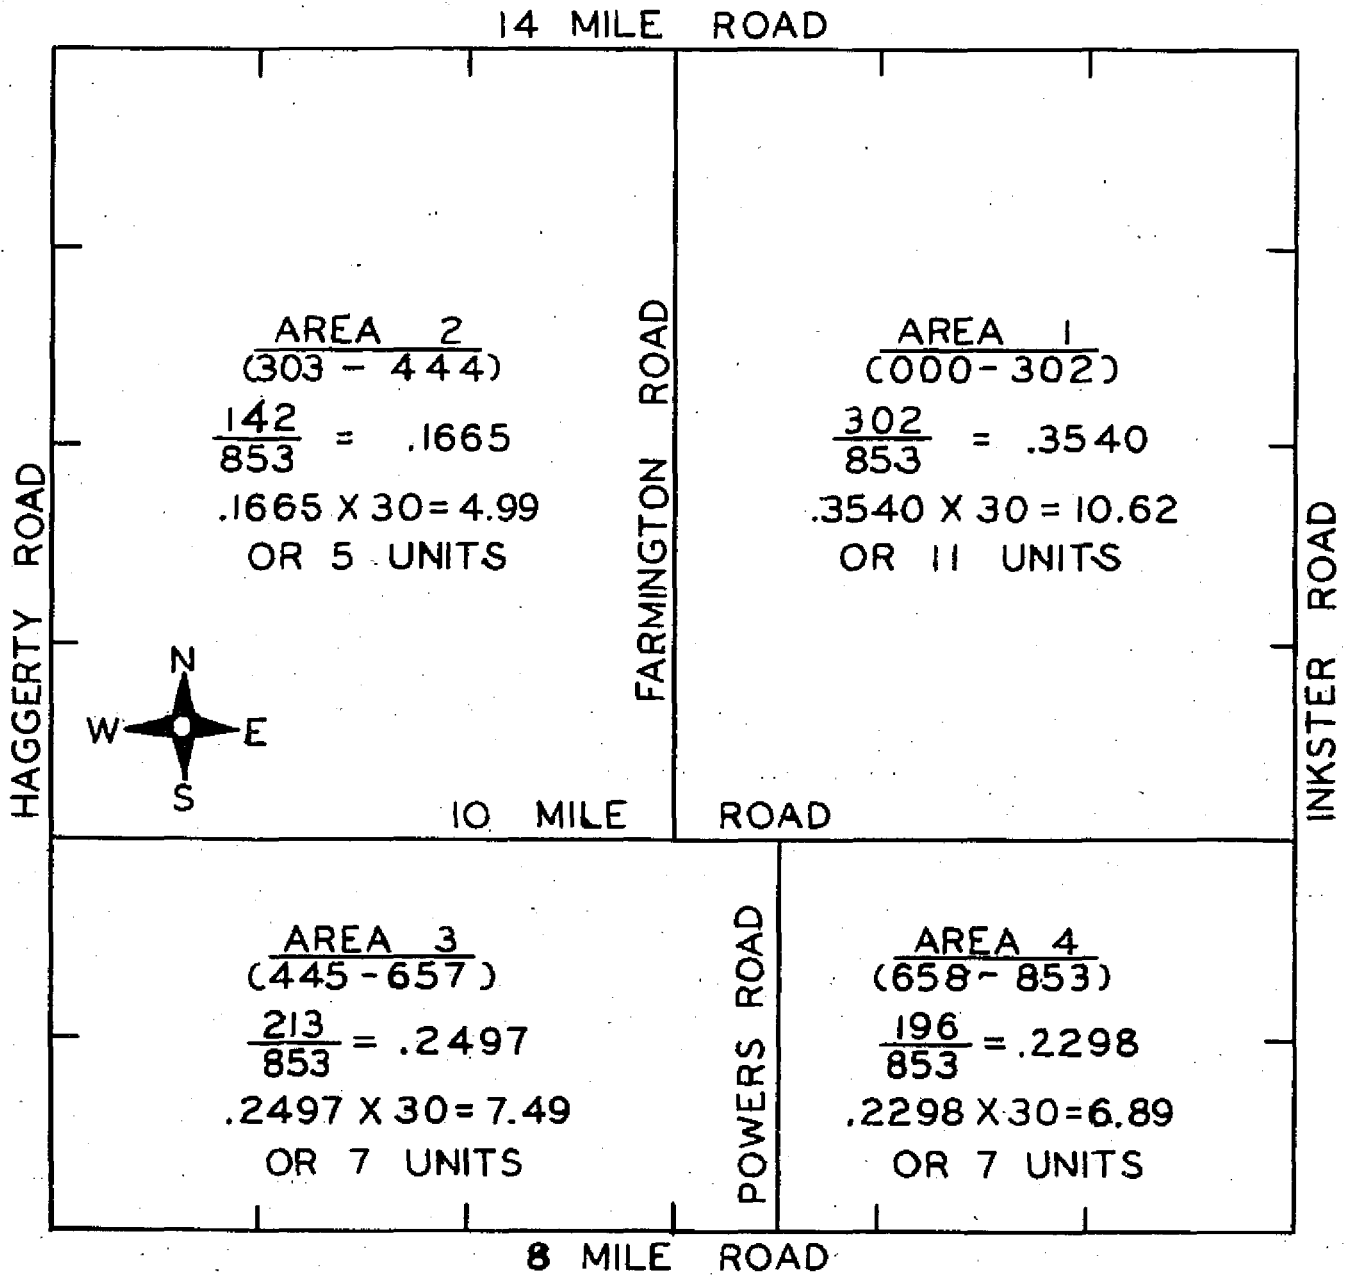 14 MILE ROAD
AREA 2
(303 - 444)
142
853
= .1665
.1665 X 30 = 4.99
OR 5 UNITS
AREA 1
(000 - 302)
302
853
= .3540
.3540 X 30 = 10.62
OR 11 UNITS
HAGGERTY ROAD
FARMINGTON ROAD
INKSTER ROAD
N
W E
S
10 MILE ROAD
AREA 3
(445 - 657)
213
853
= .2497
.2497 X 30 = 7.49
OR 7 UNITS
POWERS ROAD
AREA 4
(658 - 853)
196
853
= .2298
.2298 X 30 = 6.89
OR 7 UNITS
8 MILE ROAD